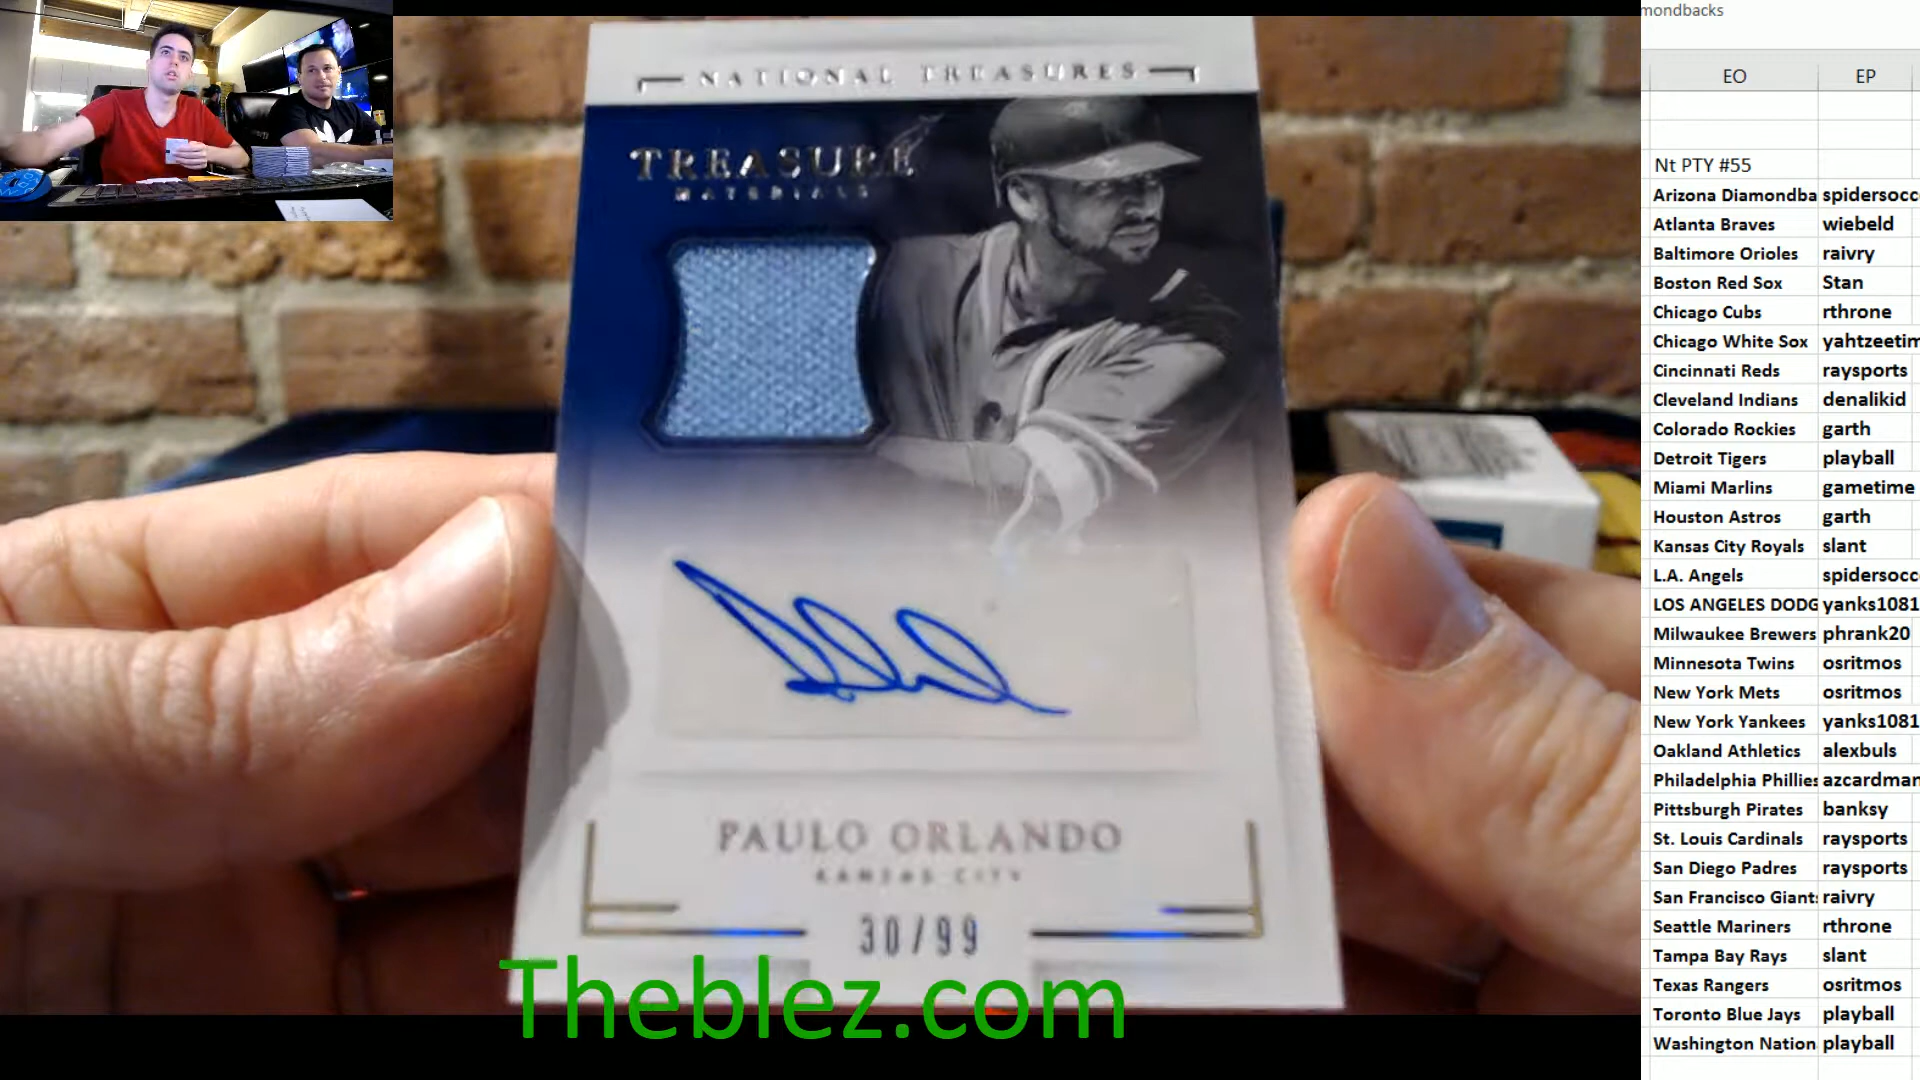 mondbacks
EO EP
Nt PTY #55
Arizona Diamondba spidersocc
Atlanta Braves wiebeld
Baltimore Orioles raivry
Boston Red Sox Stan
Chicago Cubs rthrone
Chicago White Sox yahtzeetim
Cincinnati Reds raysports
Cleveland Indians denalikid
Colorado Rockies garth
Detroit Tigers playball
Miami Marlins gametime
Houston Astros garth
Kansas City Royals slant
L.A. Angels spidersocc
LOS ANGELES DODG yanks1081
Milwaukee Brewers phrank20
Minnesota Twins osritmos
New York Mets osritmos
New York Yankees yanks1081
Oakland Athletics alexbuls
Philadelphia Phillies azcardman
Pittsburgh Pirates banksy
St. Louis Cardinals raysports
San Diego Padres raysports
San Francisco Giants raivry
Seattle Mariners rthrone
Tampa Bay Rays slant
Texas Rangers osritmos
Toronto Blue Jays playball
Washington Nation playball
NATIONAL TREASURES
TREASURE
MATERIALS
PAULO ORLANDO
KANSAS CITY
30/99
Theblez.com